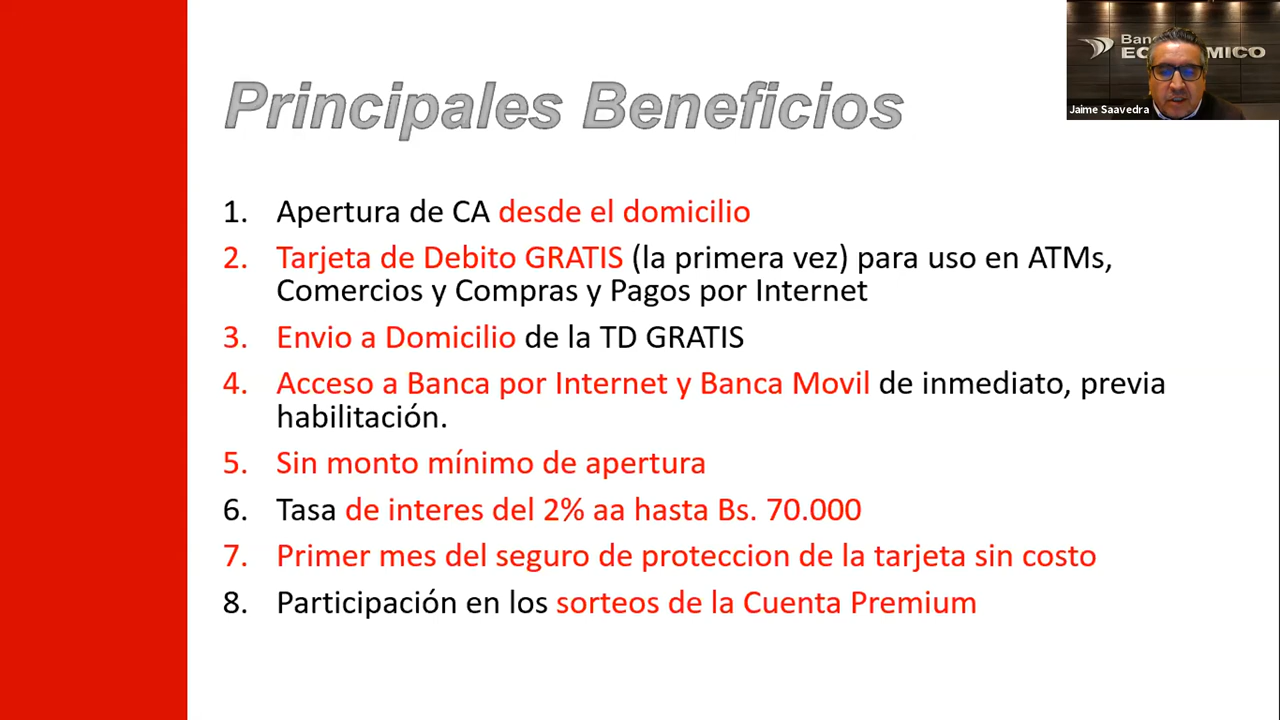 Principales Beneficios
Banco
ECONÓMICO
Jaime Saavedra
1. Apertura de CA desde el domicilio
2. Tarjeta de Debito GRATIS (la primera vez) para uso en ATMs,
Comercios y Compras y Pagos por Internet
3. Envio a Domicilio de la TD GRATIS
4. Acceso a Banca por Internet y Banca Movil de inmediato, previa
habilitación.
5. Sin monto mínimo de apertura
6. Tasa de interes del 2% aa hasta Bs. 70.000
7. Primer mes del seguro de proteccion de la tarjeta sin costo
8. Participación en los sorteos de la Cuenta Premium